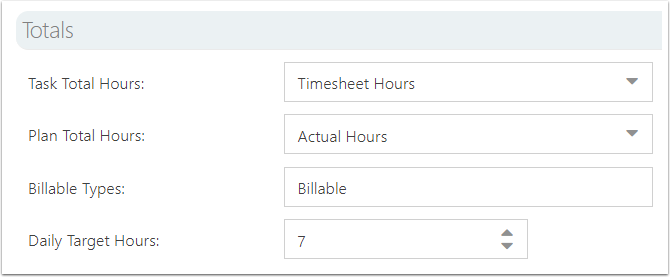 Totals
Task Total Hours: Timesheet Hours
Plan Total Hours: Actual Hours
Billable Types: Billable
Daily Target Hours: 7